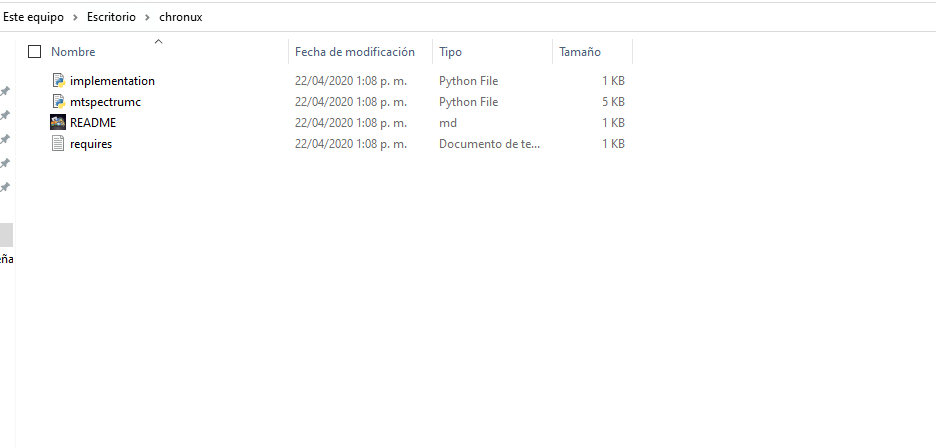 Este equipo > Escritorio > chronux
Nombre Fecha de modificación Tipo Tamaño
implementation 22/04/2020 1:08 p. m. Python File 1 KB
mtspectrumc 22/04/2020 1:08 p. m. Python File 5 KB
README 22/04/2020 1:08 p. m. md 1 KB
requires 22/04/2020 1:08 p. m. Documento de te... 1 KB
eña